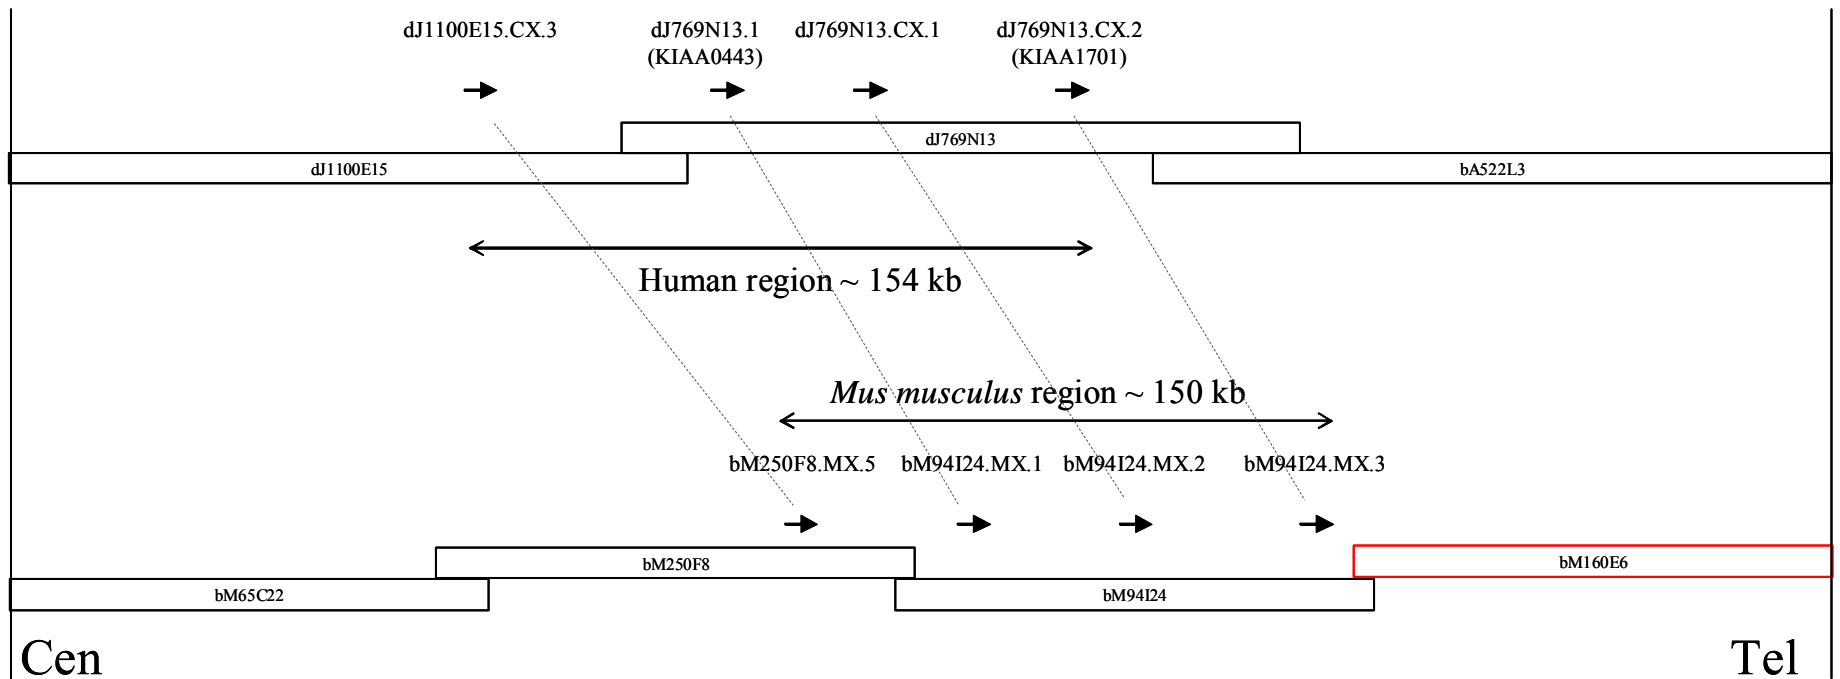 dJ1100E15.CX.3
dJ769N13.1
(KIAA0443)
dJ769N13.CX.1
dJ769N13.CX.2
(KIAA1701)
dJ769N13
dJ1100E15
bA522L3
Human region ~ 154 kb
Mus musculus region ~ 150 kb
bM250F8.MX.5
bM94I24.MX.1
bM94I24.MX.2
bM94I24.MX.3
bM250F8
bM160E6
bM65C22
bM94I24
Cen
Tel